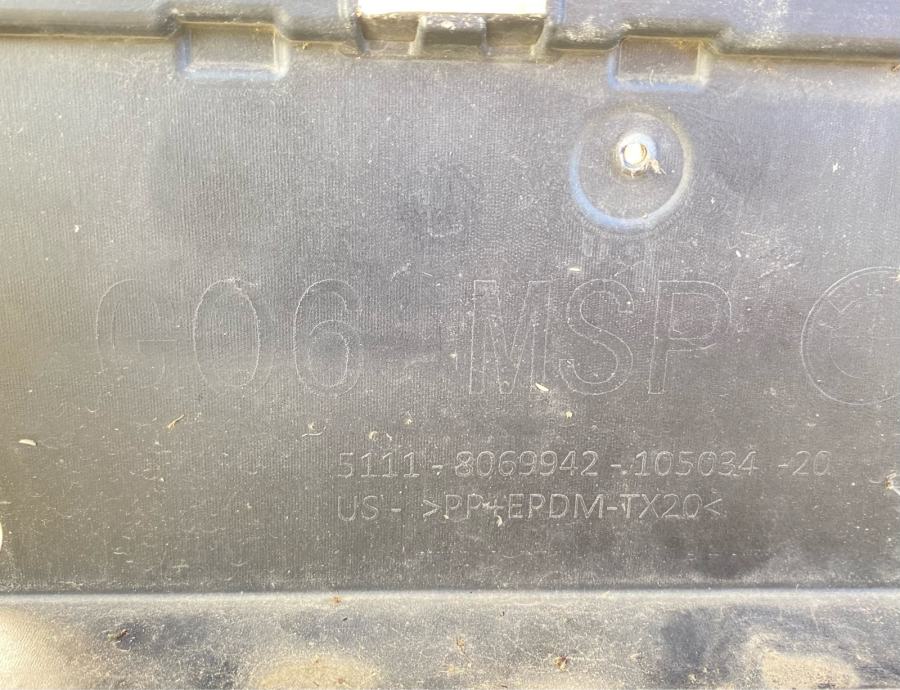 G06 MSP
5111 - 8069942 - 105034 -20
US - >PP+EPDM-TX20<